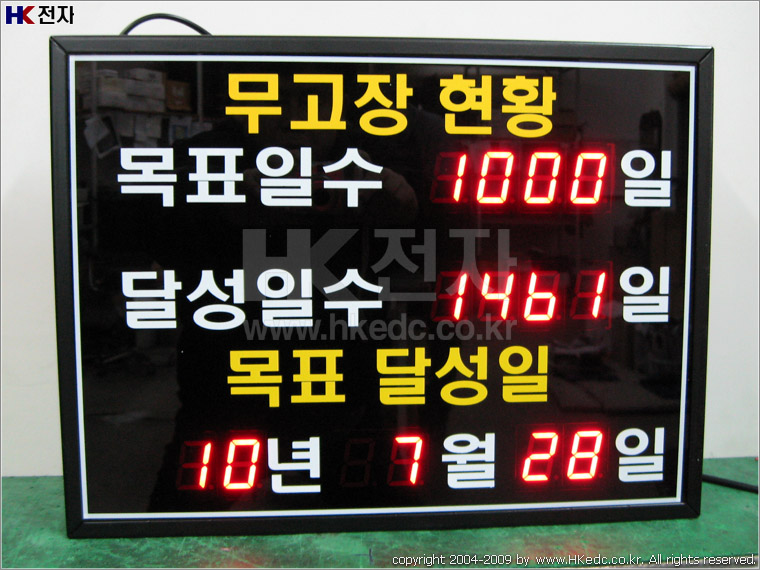 HK 전자
무고장 현황
목표일수 1000일
HK전자
달성일수 1461일
www.hkedc.co.kr
목표 달성일
10년 7월 28일
copyright 2004-2009 by www.HKedc.co.kr. All rights reserved.